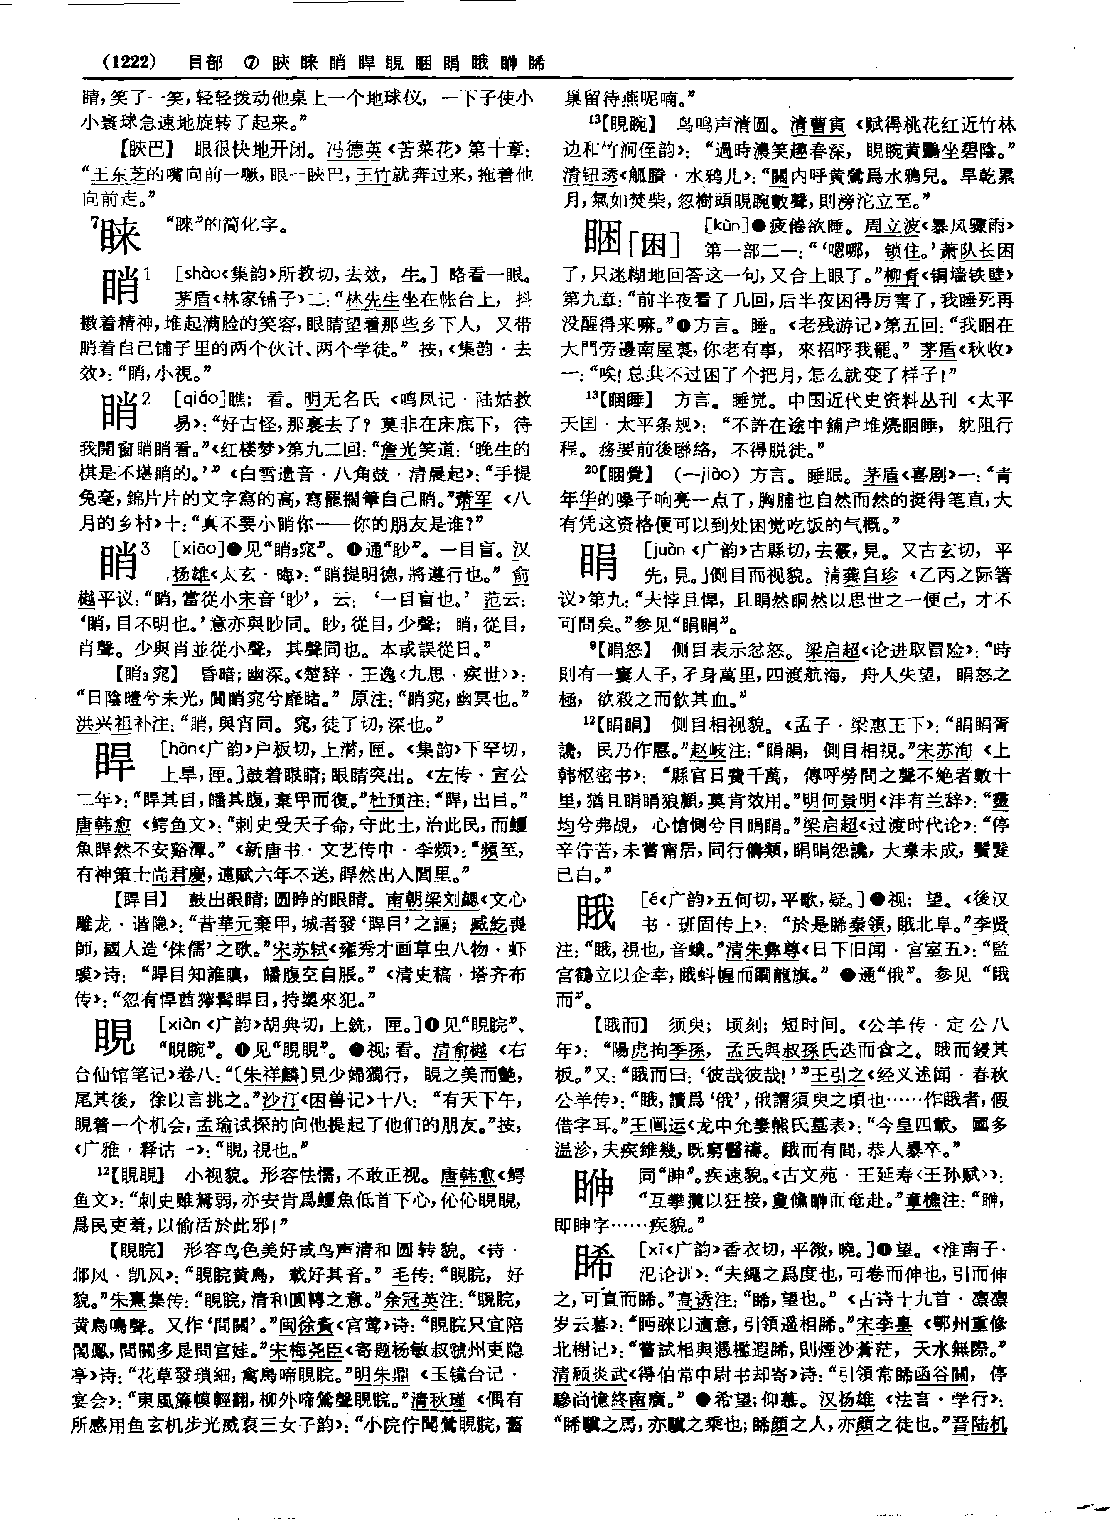 (1222) 目部 ⑦ 䀹 睐 睄 睅 睍 睏 睊 睋 𥅽 睎
睛，笑了一笑，轻轻拨动他桌上一个地球仪，一下子使小
小寰球急速地旋转了起来。”
【䀹巴】 眼很快地开闭。冯德英《苦菜花》第十章：
“王东芝的嘴向前一噘，眼一䀹巴，王竹就奔过来，拖着他
向前走。”
7睐 “睞”的简化字。
睄1 [shào《集韵》所教切，去效，生。] 略看一眼。
茅盾《林家铺子》二：“林先生坐在帐台上，抖
擞着精神，堆起满脸的笑容，眼睛望着那些乡下人，又带
睄着自己铺子里的两个伙计、两个学徒。”按，《集韵·去
效》：“睄，小視。”
睄2 [qiáo]瞧；看。明无名氏《鸣凤记·陆姑救
易》：“好古怪，那裏去了？莫非在床底下，待
我開窗睄睄看。”《红楼梦》第九二回：“詹光笑道：‘晚生的
棋是不堪睄的。’”《白雪遗音·八角鼓·清晨起》：“手提
兔毫，錦片片的文字寫的高，寫罷擱筆自己睄。”萧军《八
月的乡村》十：“真不要小睄你——你的朋友是谁？”
睄3 [xiāo]❶见“睄3窕”。❷通“眇”。一目盲。汉
杨雄《太玄·晦》：“睄提明德，將遵行也。”俞
樾平议：“睄，當從小宋音‘眇’，云：‘一目盲也。’范云：
‘睄，目不明也。’意亦與眇同。眇，從目，少聲；睄，從目，
肖聲。少與肖並從小聲，其聲同也。本或誤從日。”
【睄3窕】 昏暗；幽深。《楚辞·王逸〈九思·疾世〉》：
“日陰曀兮未光，闃睄窕兮靡睹。”原注：“睄窕，幽冥也。”
洪兴祖补注：“睄，與宵同。窕，徒了切，深也。”
睅 [hàn《广韵》户板切，上潸，匣。《集韵》下罕切，
上旱，匣。]鼓着眼睛；眼睛突出。《左传·宣公
二年》：“睅其目，皤其腹，棄甲而復。”杜预注：“睅，出目。”
唐韩愈《鳄鱼文》：“刺史受天子命，守此土，治此民，而鱷
魚睅然不安谿潭。”《新唐书·文艺传中·李频》：“頻至，
有神策士尚君慶，逋賦六年不送，睅然出入閭里。”
【睅目】 鼓出眼睛；圆睁的眼睛。南朝梁刘勰《文心
雕龙·谐隐》：“昔華元棄甲，城者發‘睅目’之謳；臧紇喪
師，國人造‘侏儒’之歌。”宋苏轼《雍秀才画草虫八物·虾
蟆》诗：“睅目知誰瞋，皤腹空自脹。”《清史稿·塔齐布
传》：“忽有悍酋獰髯睅目，持槊來犯。”
睍 [xiàn《广韵》胡典切，上銑，匣。]❶见“睍睆”、
“睍睕”。❷见“睍睍”。❸视；看。清俞樾《右
台仙馆笔记》卷八：“〔朱祥麟〕見少婦獨行，睍之美而艷，
尾其後，徐以言挑之。”沙汀《困兽记》十八：“有天下午，
睍着一个机会，孟瑜试探的向他提起了他们的朋友。”按，
《广雅·释诂一》：“睍，視也。”
12【睍睍】 小视貌。形容怯懦，不敢正视。唐韩愈《鳄
鱼文》：“刺史雖駑弱，亦安肯爲鱷魚低首下心，伈伈睍睍，
爲民吏羞，以偷活於此邪！”
【睍睆】 形容鸟色美好或鸟声清和圆转貌。《诗·
邶风·凯风》：“睍睆黃鳥，載好其音。”毛传：“睍睆，好
貌。”朱熹集传：“睍睆，清和圓轉之意。”余冠英注：“睍睆，
黄鳥鳴聲。又作‘間關’。”闽徐夤《宫莺》诗：“睍睆只宜陪
閣鳳，間關多是問宫娃。”宋梅尧臣《寄题杨敏叔虢州吏隐
亭》诗：“花草發瑣細，禽鳥啼睍睆。”明朱鼎《玉镜台记·
宴会》：“東風簾幙輕翻，柳外啼鶯聲睍睆。”清秋瑾《偶有
所感用鱼玄机步光威裒三女子韵》：“小院佇聞鶯睍睆，舊
巢留待燕呢喃。”
13【睍睕】 鸟鸣声清圆。清曹寅《赋得桃花红近竹林
边和竹涧侄韵》：“過時濃笑趣春深，睍睕黄鸝坐碧陰。”
清钮琇《觚賸·水鸦儿》：“關内呼黄鶯爲水鴉兒。旱乾累
月，氣如焚柴，忽樹頭睍睕數聲，則滂沱立至。”
睏[困] [kùn]❶疲倦欲睡。周立波《暴风骤雨》
第一部二一：“‘嗯哪，锁住。’萧队长困
了，只迷糊地回答这一句，又合上眼了。”柳青《铜墙铁壁》
第九章：“前半夜看了几回，后半夜困得厉害了，我睡死再
没醒得来嘛。”❷方言。睡。《老残游记》第五回：“我睏在
大門旁邊南屋裏，你老有事，來招呼我罷。”茅盾《秋收》
一：“唉！总共不过困了个把月，怎么就变了样子！”
13【睏睡】 方言。睡觉。中国近代史资料丛刊《太平
天国·太平条规》：“不許在途中鋪户堆燒睏睡，躭阻行
程。務要前後聯絡，不得脱徒。”
20【睏覺】 (—jiào) 方言。睡眠。茅盾《喜剧》一：“青
年华的嗓子响亮一点了，胸脯也自然而然的挺得笔直，大
有凭这资格便可以到处困觉吃饭的气概。”
睊 [juàn《广韵》古縣切，去霰，見。又古玄切，平
先，見。]侧目而视貌。清龚自珍《乙丙之际箸
议》第九：“大悖且悍，且睊然眮然以思世之一便己，才不
可問矣。”参见“睊睊”。
9【睊怒】 侧目表示忿怒。梁启超《论进取冒险》：“時
則有一窶人子，孑身萬里，四渡航海，舟人失望，睊怒之
極，欲殺之而飲其血。”
12【睊睊】 侧目相视貌。《孟子·梁惠王下》：“睊睊胥
讒，民乃作慝。”赵岐注：“睊睊，側目相視。”宋苏洵《上
韩枢密书》：“縣官日費千萬，傳呼勞問之聲不絶者數十
里，猶且睊睊狼顧，莫肯效用。”明何景明《沣有兰辞》：“靈
均兮弗覬，心愴惻兮目睊睊。”梁启超《过渡时代论》：“停
辛佇苦，未嘗甯居，同行儔類，睊睊怨讒，大業未成，鬢髮
已白。”
睋 [é《广韵》五何切，平歌，疑。]❶视；望。《後汉
书·班固传上》：“於是睎秦領，睋北阜。”李贤
注：“睋，視也，音蛾。”清朱彝尊《日下旧闻·宫室五》：“監
宫鶴立以企幸，睋蚪幄而矖龍旗。”❷通“俄”。参见“睋
而”。
【睋而】 须臾；顷刻；短时间。《公羊传·定公八
年》：“陽虎拘季孫，孟氏與叔孫氏迭而食之。睋而鋟其
板。”又：“睋而曰：‘彼哉彼哉！’”王引之《经义述闻·春秋
公羊传》：“睋，讀爲‘俄’，俄謂須臾之頃也……作睋者，假
借字耳。”王闿运《龙中允妻熊氏墓表》：“今皇四載，國多
温沴，夫疾雉幾，既窮醫禱。睋而有間，恭人暴卒。”
同“䀢”。疾速貌。《古文苑·王延寿〈王孙赋〉》：
即䀢字……疾貌。”
睎 [xī《广韵》香衣切，平微，曉。]❶望。《淮南子·
氾论训》：“夫繩之爲度也，可卷而伸也，引而伸
之，可直而睎。”高诱注：“睎，望也。”《古诗十九首·凛凛
岁云暮》：“眄睞以適意，引領遥相睎。”宋李塨《鄂州重修
北榭记》：“嘗試相與憑檻遐睎，則煙沙蒼茫，天水無際。”
清顾炎武《得伯常中尉书却寄》诗：“引領常睎函谷關，停
驂尚憶終南廣。”❷希望；仰慕。汉杨雄《法言·学行》：
“睎驥之馬，亦驥之乘也；睎顏之人，亦顏之徒也。”晋陆机